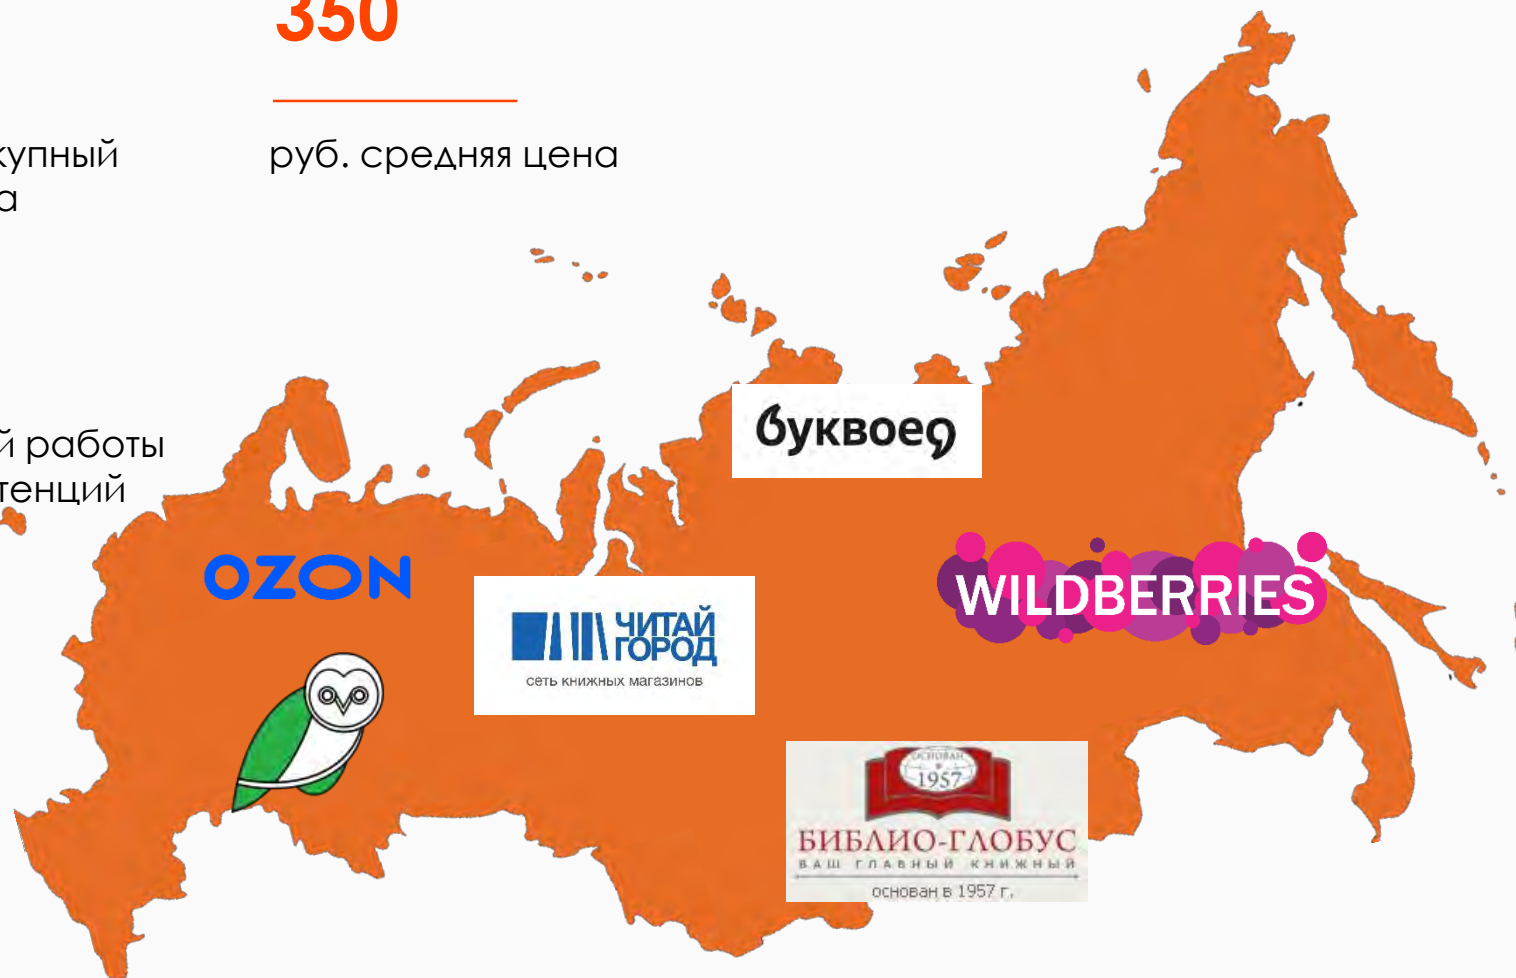 350
купный
руб. средняя цена
а
й работы
тенций
буквоед
OZON
WILDBERRIES
ЧИТАЙ
ГОРОД
сеть книжных магазинов
ОСНОВАН
В
1957
БИБЛИО-ГЛОБУС
ВАШ ГЛАВНЫЙ КНИЖНЫЙ
основан в 1957 г.